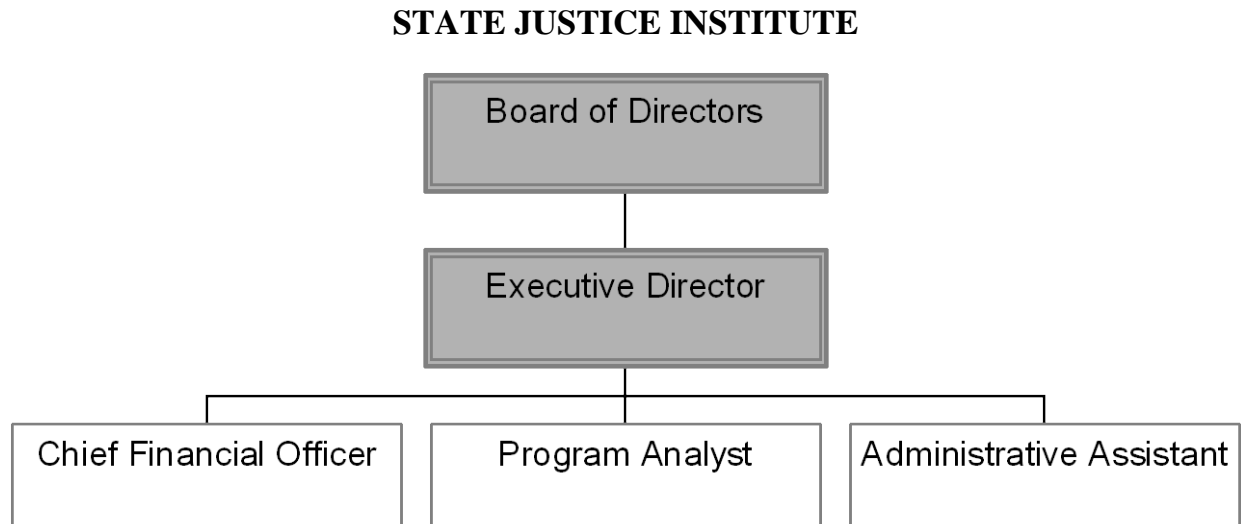 STATE JUSTICE INSTITUTE
Board of Directors
Executive Director
Chief Financial Officer
Program Analyst
Administrative Assistant